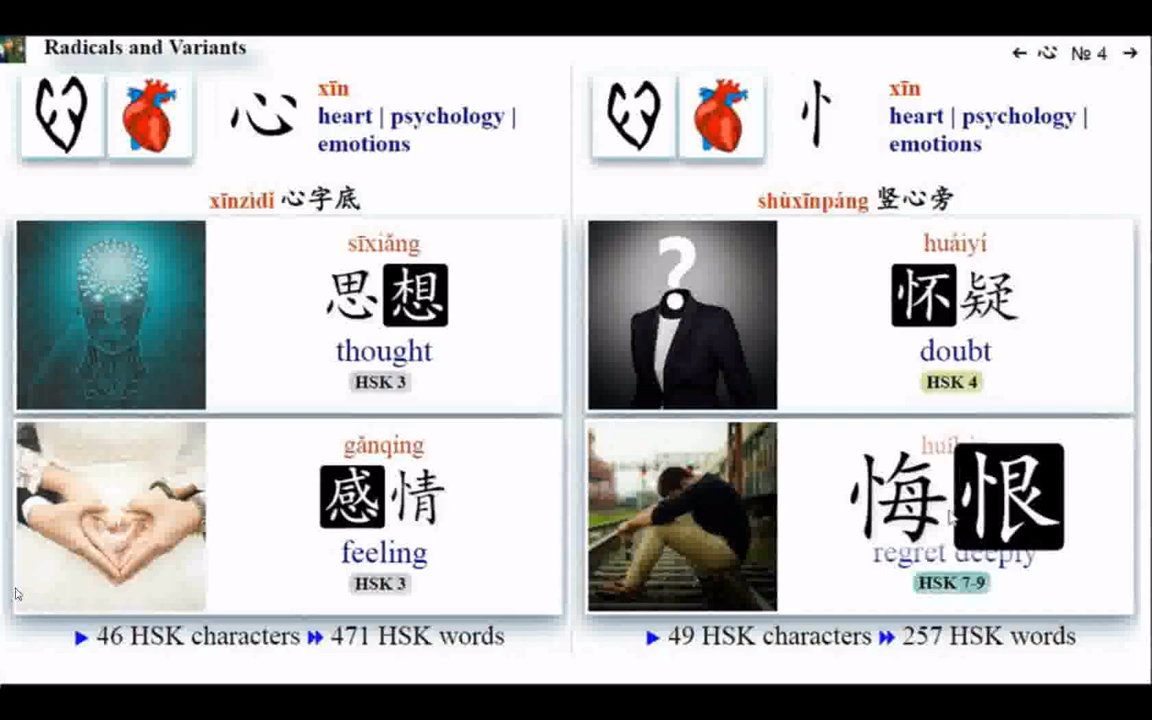 Radicals and Variants
← 心 № 4 →
心 xīn
heart | psychology |
emotions
xīnzìdǐ 心字底
sīxiǎng
思想
thought
HSK 3
gǎnqíng
感情
feeling
HSK 3
▶ 46 HSK characters ▶▶ 471 HSK words
忄 xīn
heart | psychology |
emotions
shùxīnpáng 竖心旁
huáiyí
怀疑
doubt
HSK 4
悔恨
regret deeply
HSK 7-9
▶ 49 HSK characters ▶▶ 257 HSK words